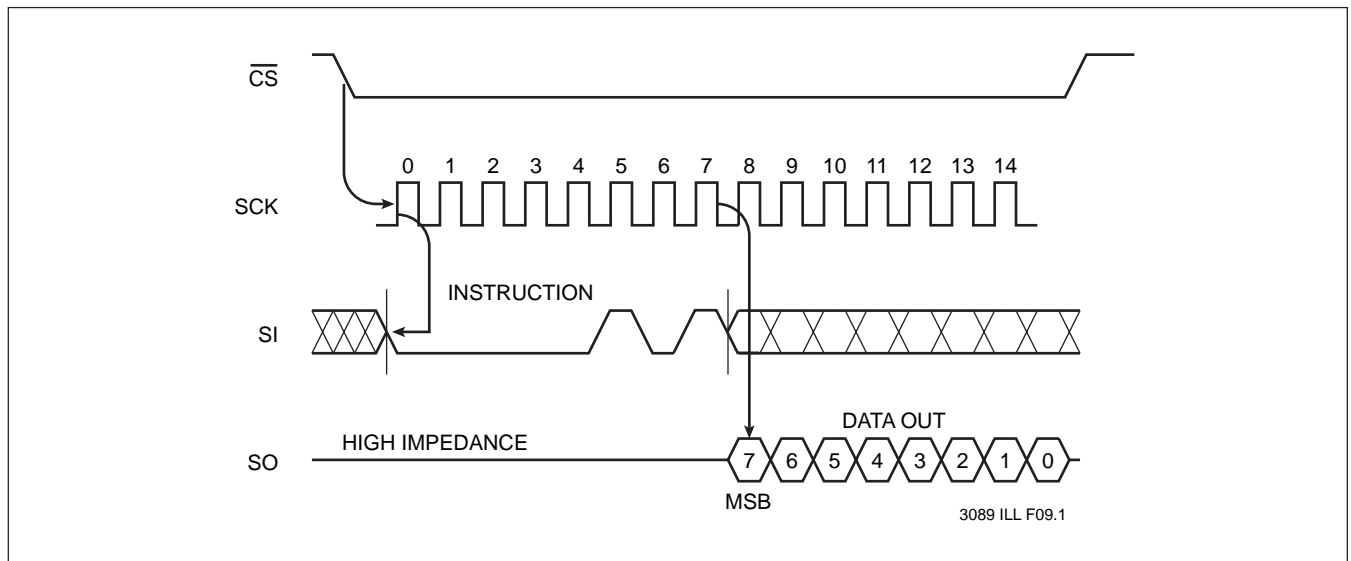 CS
0 1 2 3 4 5 6 7 8 9 10 11 12 13 14
SCK
INSTRUCTION
SI
DATA OUT
HIGH IMPEDANCE
SO
7 6 5 4 3 2 1 0
MSB
3089 ILL F09.1